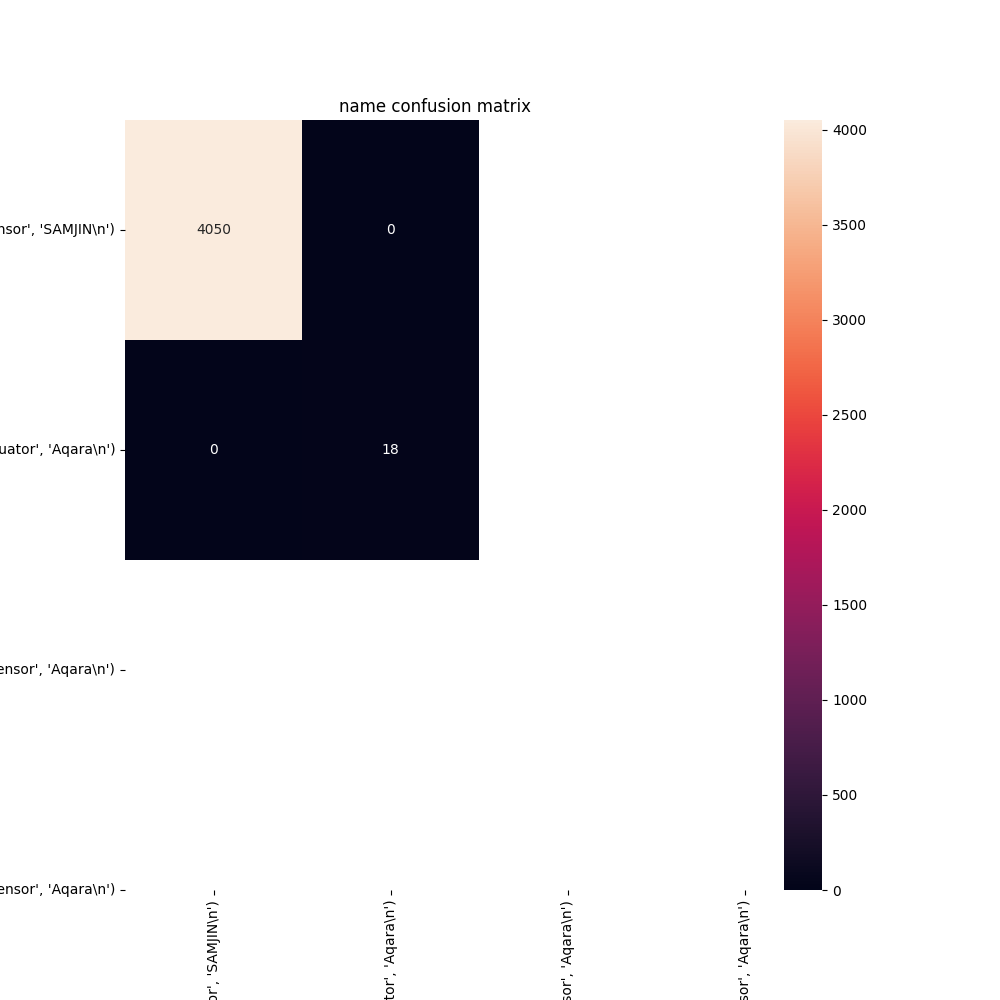 name confusion matrix
nsor', 'SAMJIN\n')
4050
0
uator', 'Aqara\n')
0
18
ensor', 'Aqara\n')
ensor', 'Aqara\n')
or', 'SAMJIN\n')
tor', 'Aqara\n')
sor', 'Aqara\n')
sor', 'Aqara\n')
4000
3500
3000
2500
2000
1500
1000
500
0